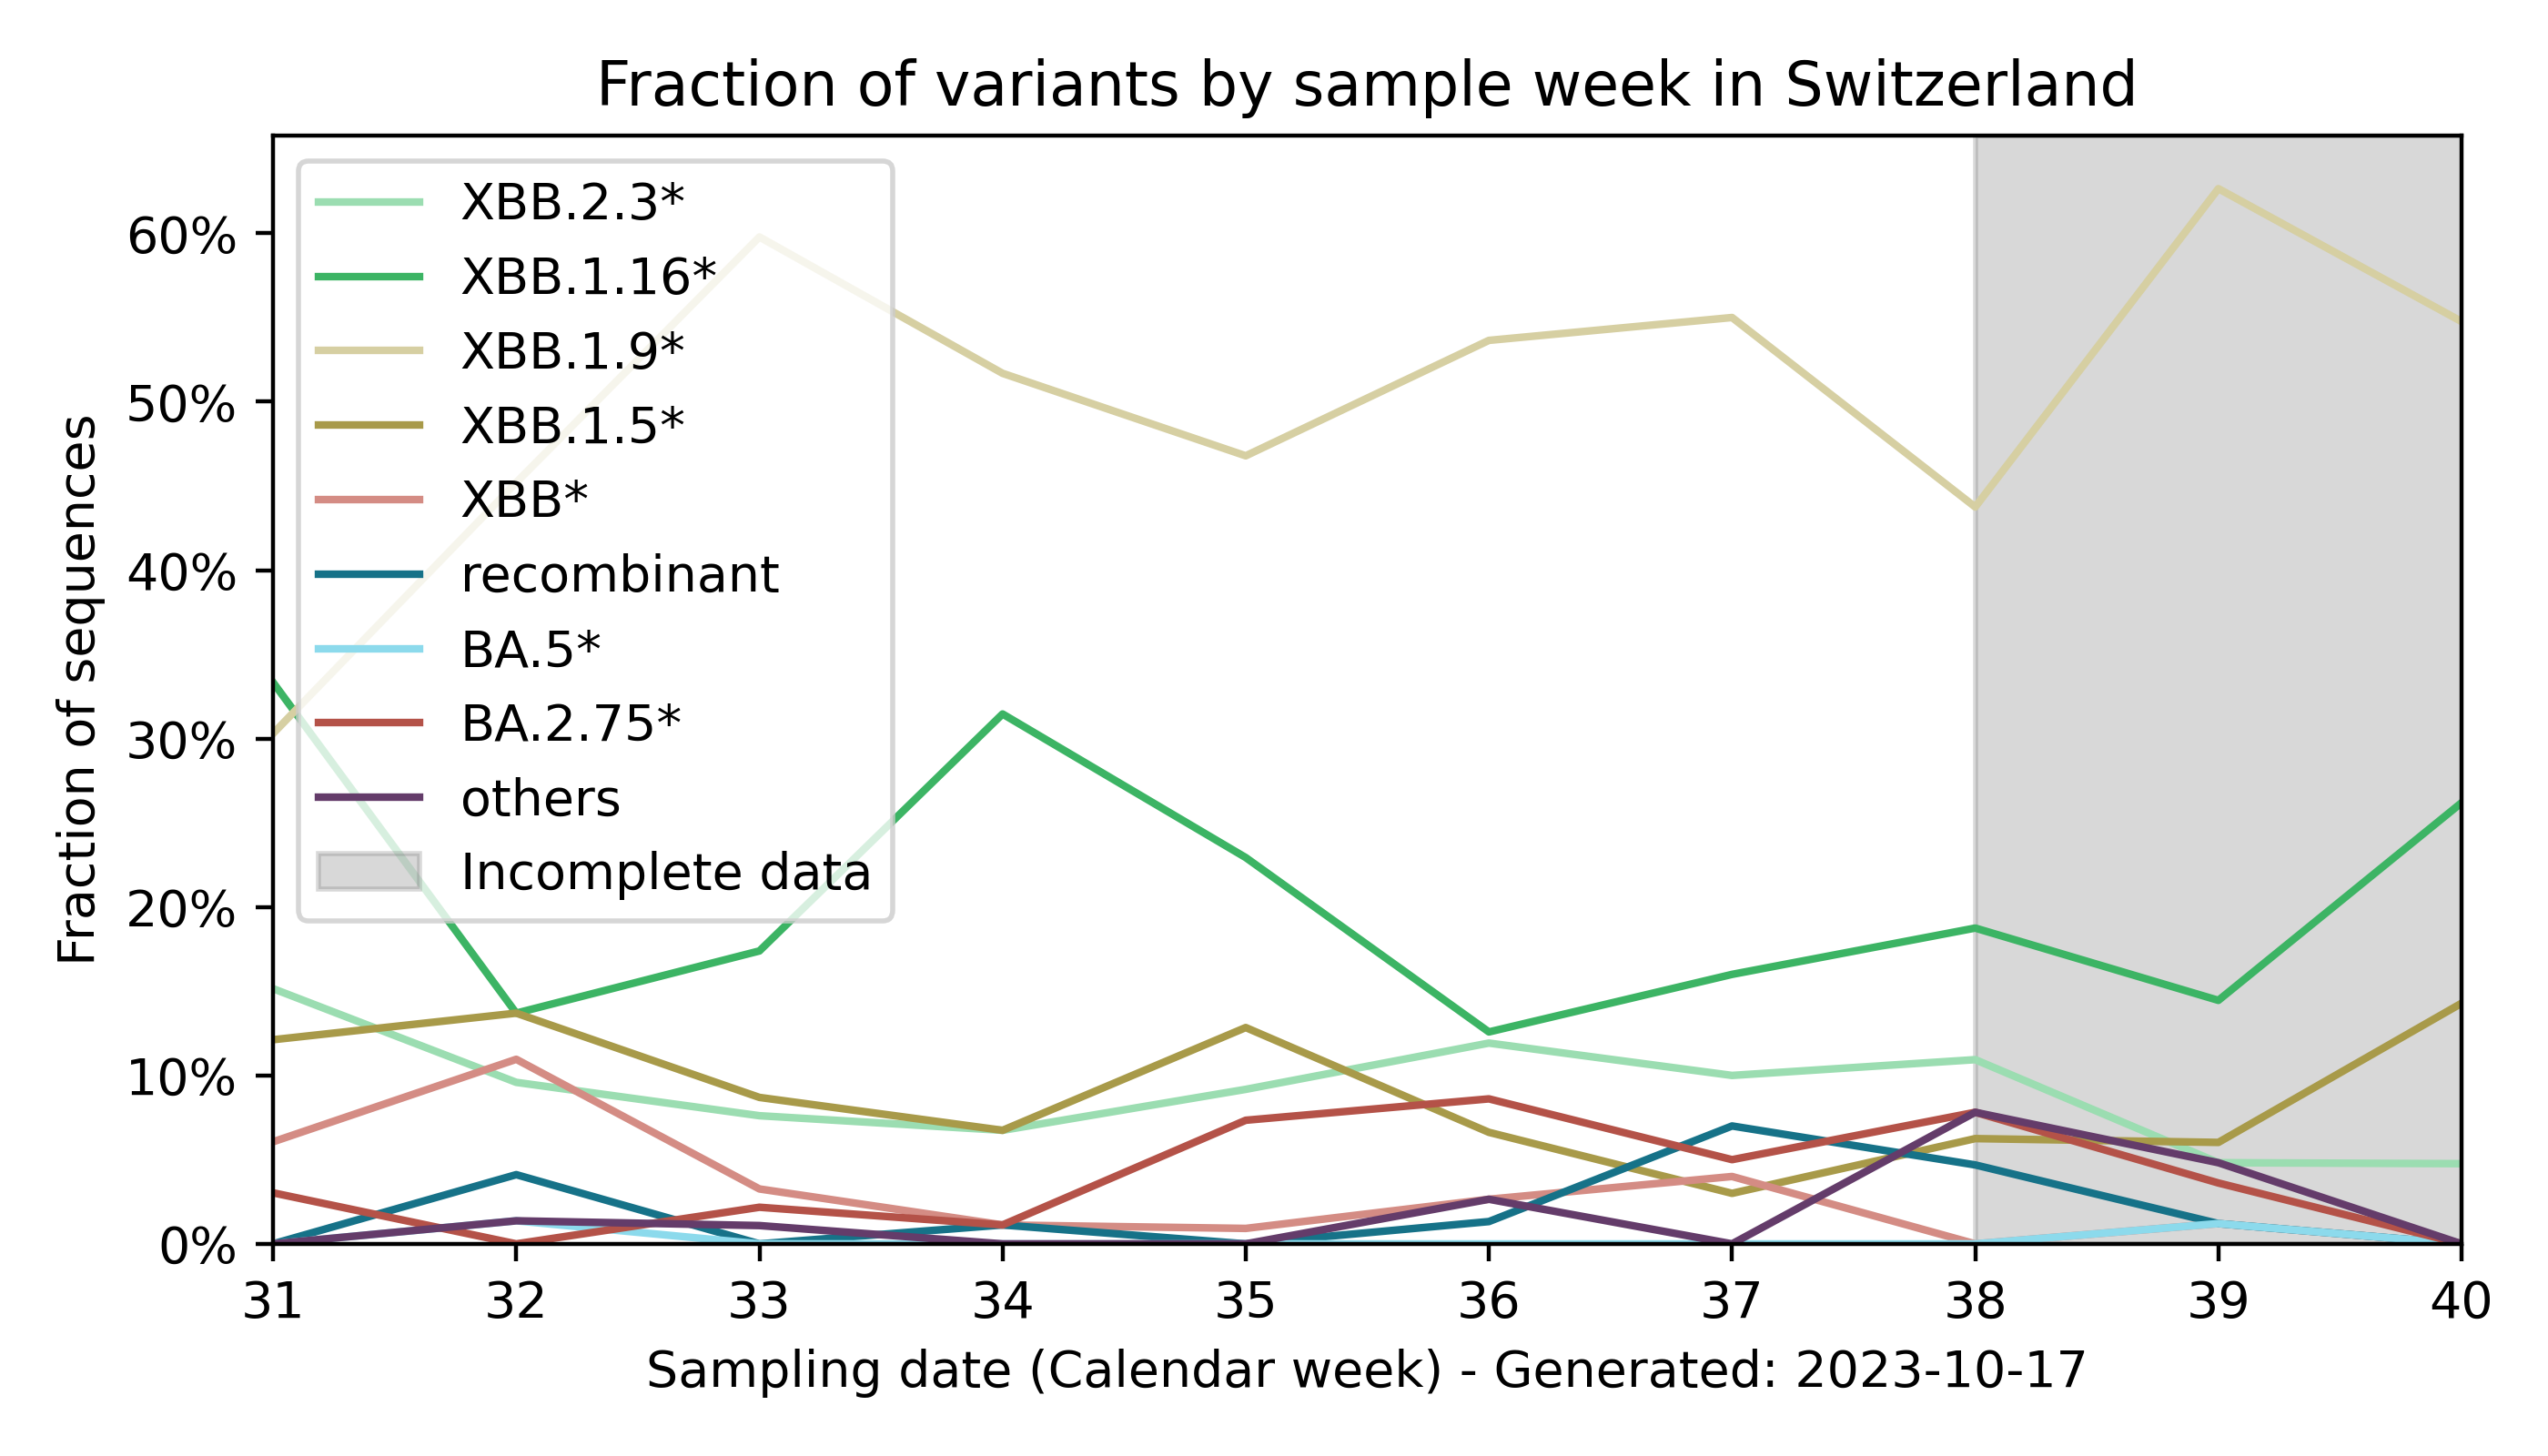 Fraction of variants by sample week in Switzerland
XBB.2.3*
XBB.1.16*
XBB.1.9*
XBB.1.5*
XBB*
recombinant
BA.5*
BA.2.75*
others
Incomplete data
Fraction of sequences
60%
50%
40%
30%
20%
10%
0%
31 32 33 34 35 36 37 38 39 40
Sampling date (Calendar week) - Generated: 2023-10-17